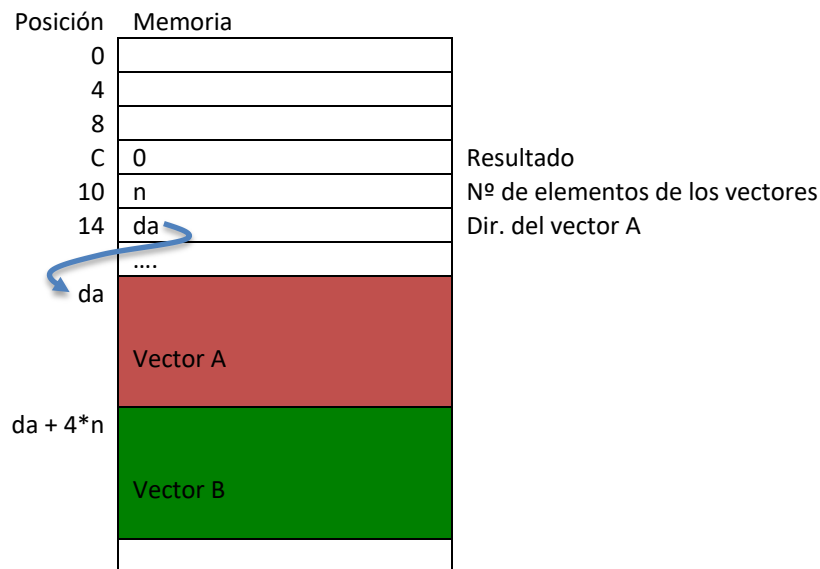 Posición Memoria
0
4
8
C 0 Resultado
10 n Nº de elementos de los vectores
14 da Dir. del vector A
....
da
Vector A
da + 4*n
Vector B